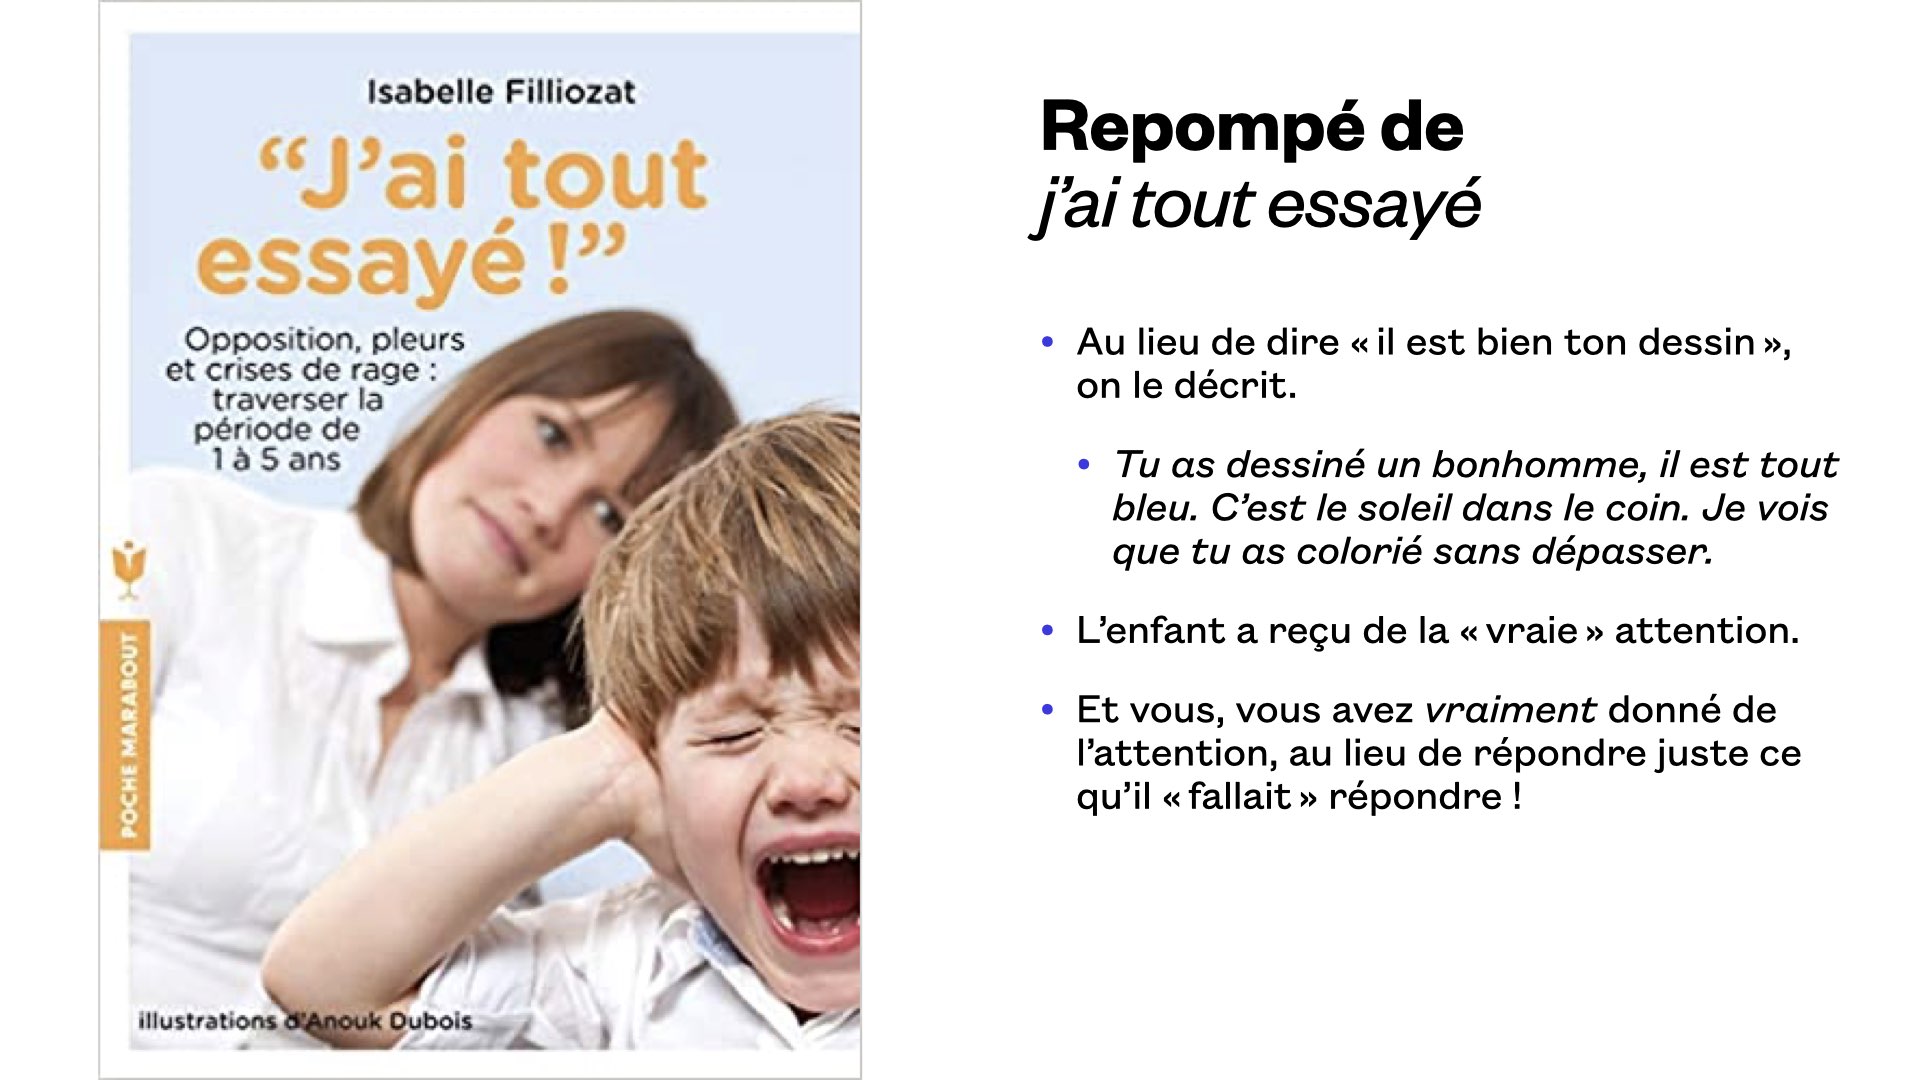 Isabelle Filliozat
“J’ai tout
essayé !”
Opposition, pleurs
et crises de rage :
traverser la
période de
1 à 5 ans
POCHE MARABOUT
illustrations d’Anouk Dubois
Repompé de
j’ai tout essayé
• Au lieu de dire « il est bien ton dessin »,
on le décrit.
• Tu as dessiné un bonhomme, il est tout
bleu. C’est le soleil dans le coin. Je vois
que tu as colorié sans dépasser.
• L’enfant a reçu de la « vraie » attention.
• Et vous, vous avez vraiment donné de
l’attention, au lieu de répondre juste ce
qu’il « fallait » répondre !